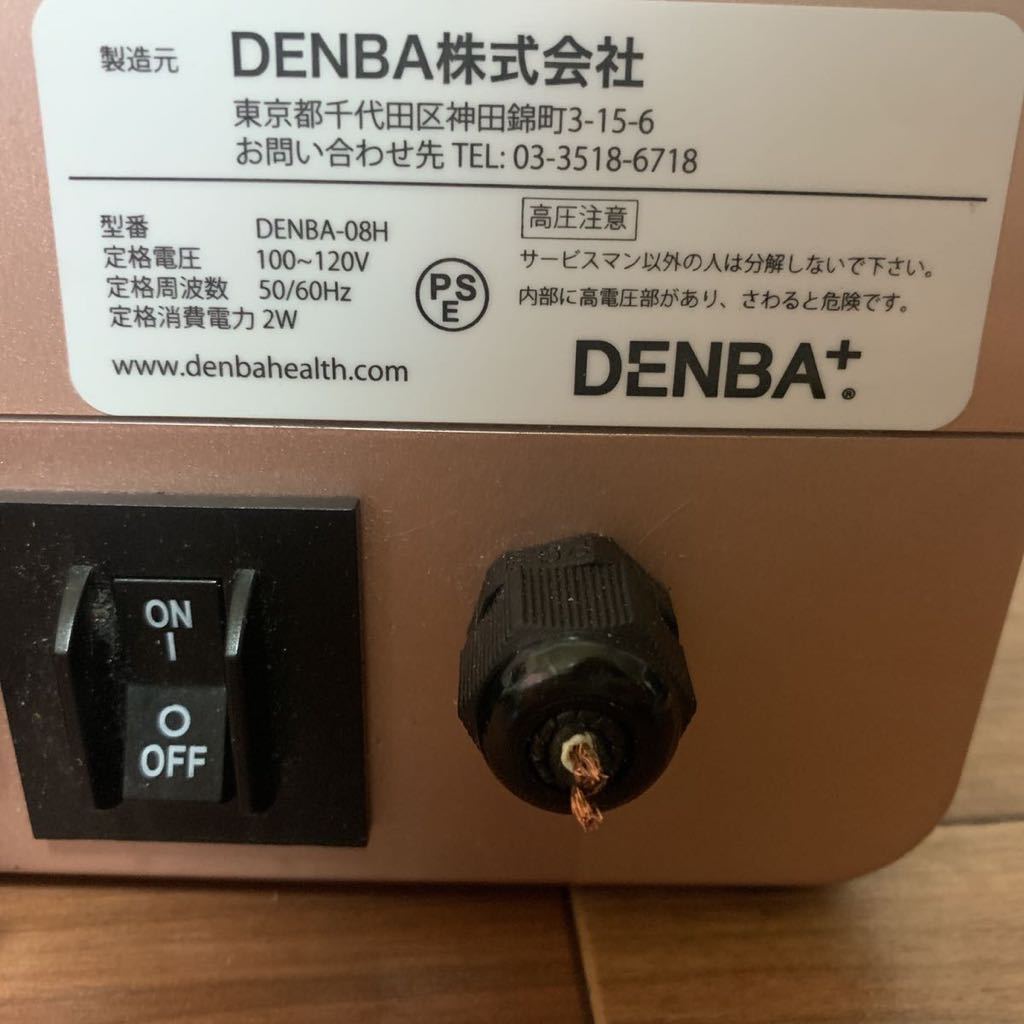 製造元 DENBA株式会社
東京都千代田区神田錦町3-15-6
お問い合わせ先 TEL: 03-3518-6718
型番 DENBA-08H
定格電圧 100~120V
定格周波数 50/60Hz
定格消費電力 2W
www.denbahealth.com
PSE
高圧注意
サービスマン以外の人は分解しないで下さい。
内部に高電圧部があり、さわると危険です。
DENBA+®
ON
I
O
OFF